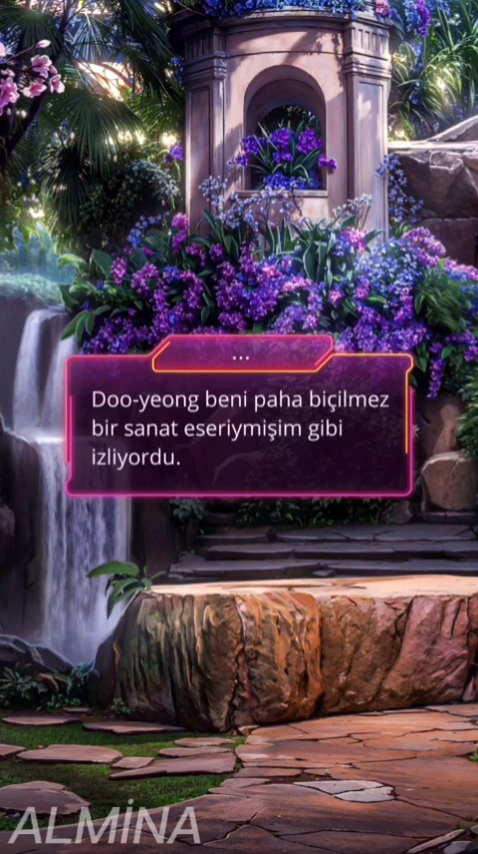 ...
Doo-yeong beni paha biçilmez
bir sanat eseriymişim gibi
izliyordu.
ALMİNA